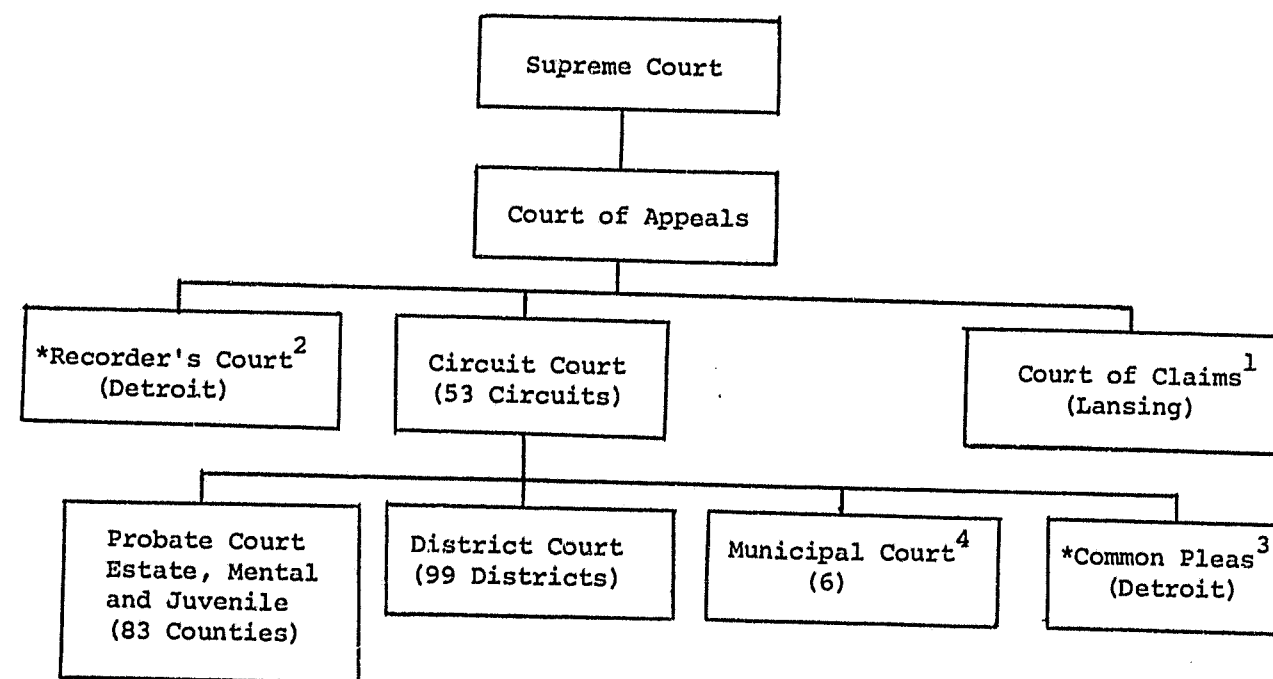 Supreme Court
Court of Appeals
*Recorder's Court2
(Detroit)
Circuit Court
(53 Circuits)
Court of Claims1
(Lansing)
Probate Court
Estate, Mental
and Juvenile
(83 Counties)
District Court
(99 Districts)
Municipal Court4
(6)
*Common Pleas3
(Detroit)